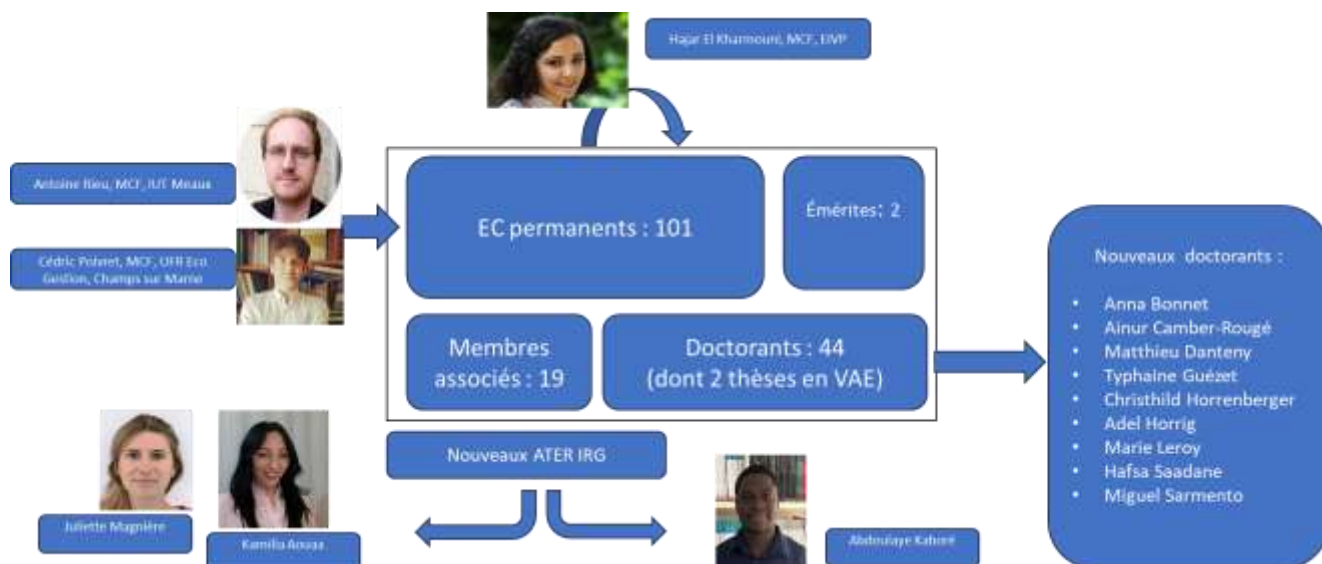 Hajar El Kharmouni, MCF, EIVP
Antoine Rieu, MCF, IUT Meaux
Cédric Poivret, MCF, UFR Eco
Gestion, Champs sur Marne
EC permanents : 101
Émérites: 2
Membres
associés : 19
Doctorants : 44
(dont 2 thèses en VAE)
Nouveaux doctorants :
• Anna Bonnet
• Ainur Camber-Rougé
• Matthieu Danteny
• Typhaine Guézet
• Christhild Horrenberger
• Adel Horrig
• Marie Leroy
• Hafsa Saadane
• Miguel Sarmento
Nouveaux ATER IRG
Juliette Magnière
Kamilia Aouaa
Abdoulaye Kaboré